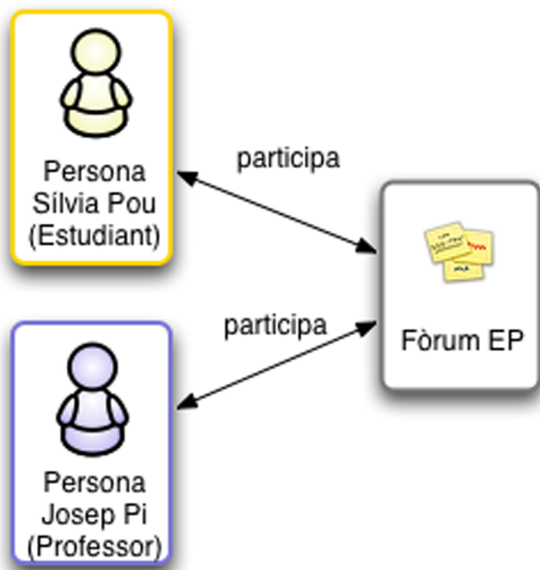 Persona
Sílvia Pou
(Estudiant)
participa
Fòrum EP
participa
Persona
Josep Pi
(Professor)